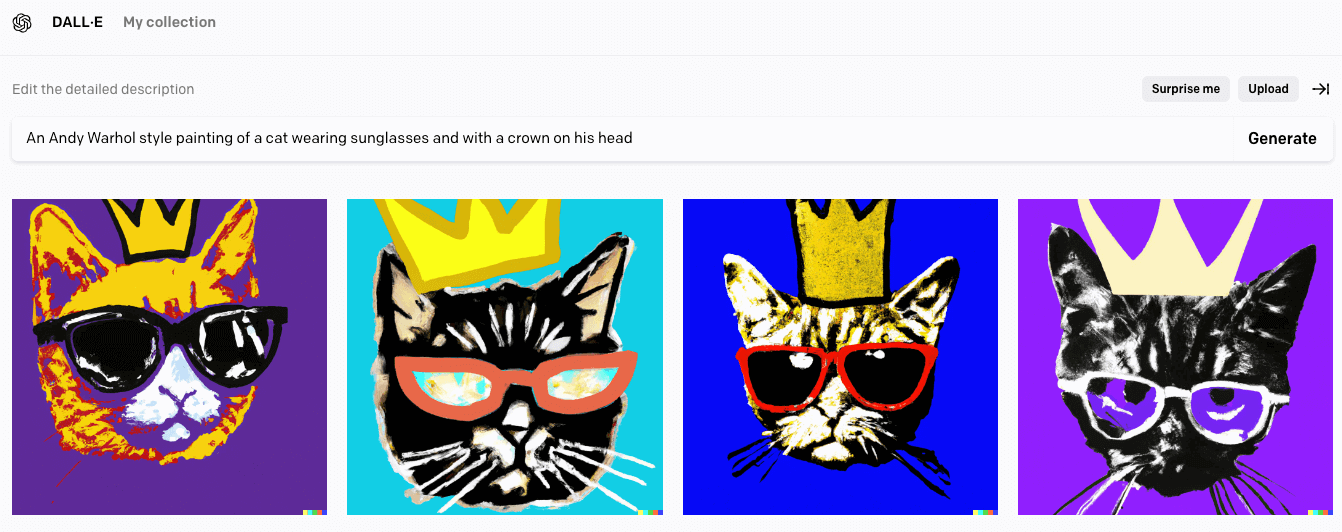 DALL·E My collection
Edit the detailed description Surprise me Upload
An Andy Warhol style painting of a cat wearing sunglasses and with a crown on his head Generate